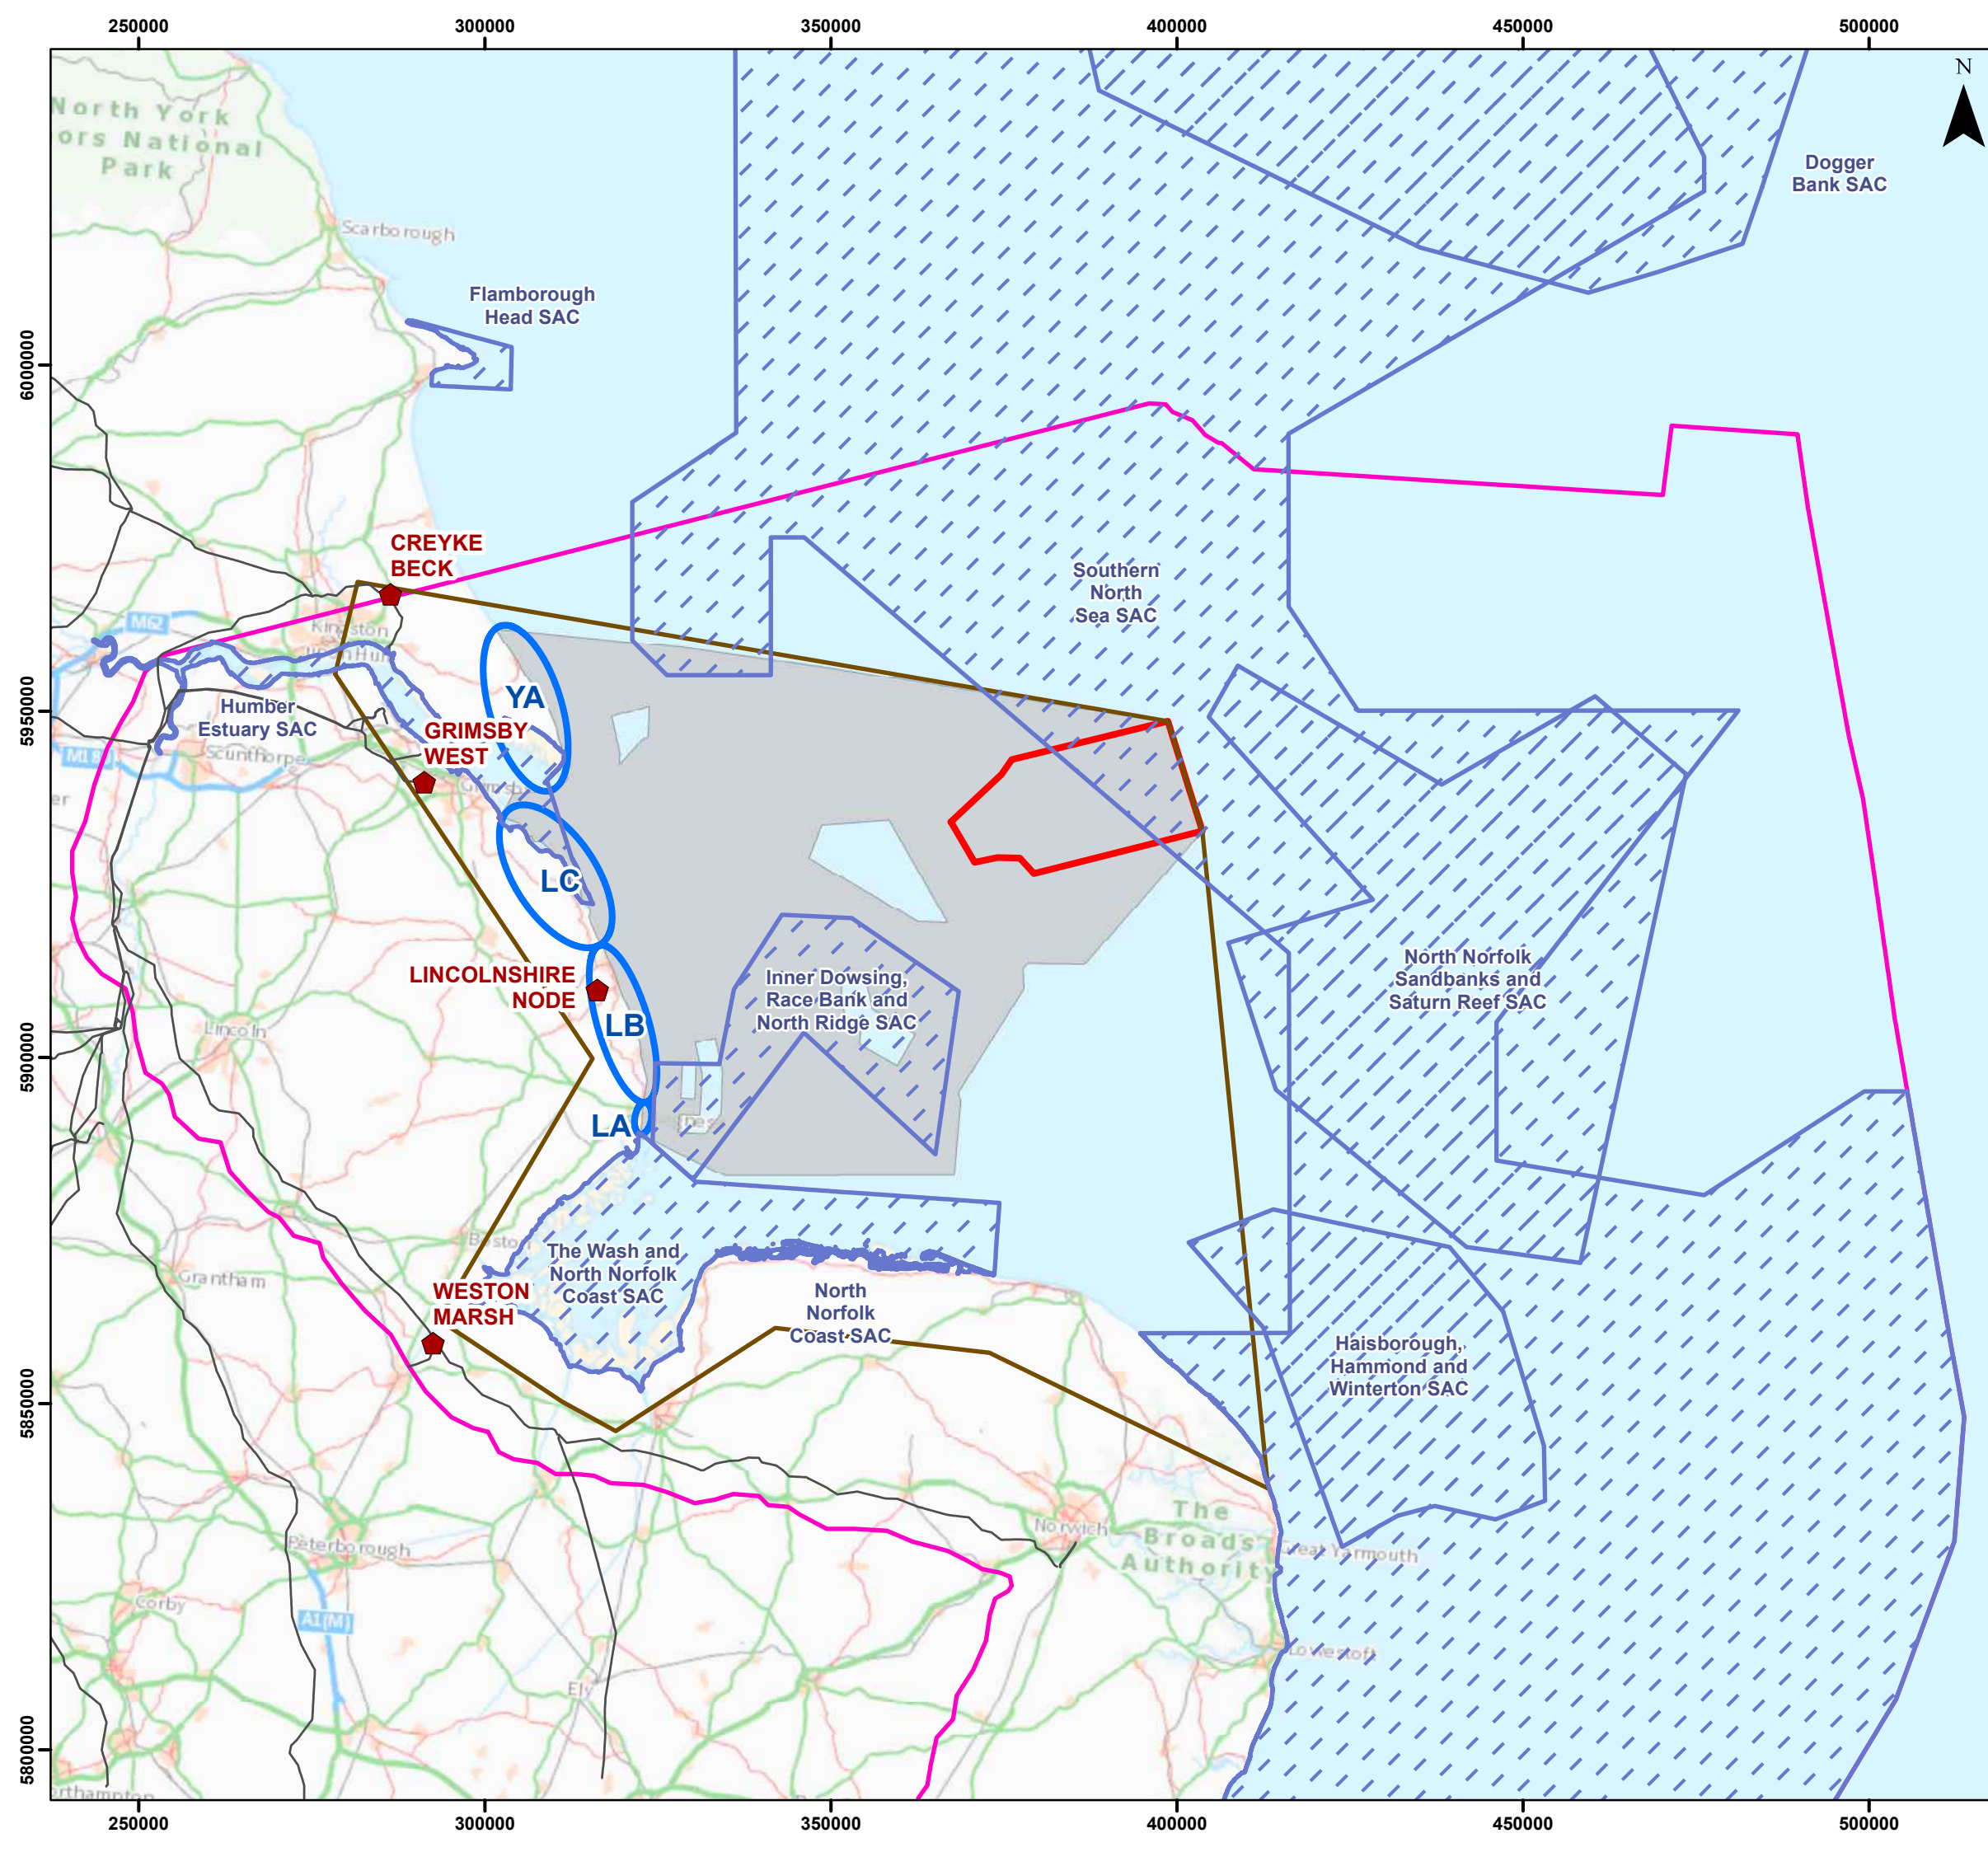 250000
300000
350000
400000
450000
500000
N
North York
ors National
Park
Scarborough
Dogger
Bank SAC
Flamborough
Head SAC
6000000
CREYKE
BECK
Southern
North
Sea SAC
M62
Kingston
upon Hull
YA
5950000
Humber
Estuary SAC
GRIMSBY
WEST
M18
Scunthorpe
Grimsb
er
LC
LINCOLNSHIRE
NODE
Inner Dowsing,
Race Bank and
North Ridge SAC
North Norfolk
Sandbanks and
Saturn Reef SAC
Lincoln
LB
5900000
LA
Boston
The Wash and
North Norfolk
Coast SAC
Grantham
WESTON
MARSH
North
Norfolk
Coast SAC
Haisborough,
Hammond and
Winterton SAC
5850000
Norwich
The
Broads
Authority
Great Yarmouth
Peterborough
Corby
A1(M)
Lowestoft
Ely
5800000
orthampton
250000
300000
350000
400000
450000
500000